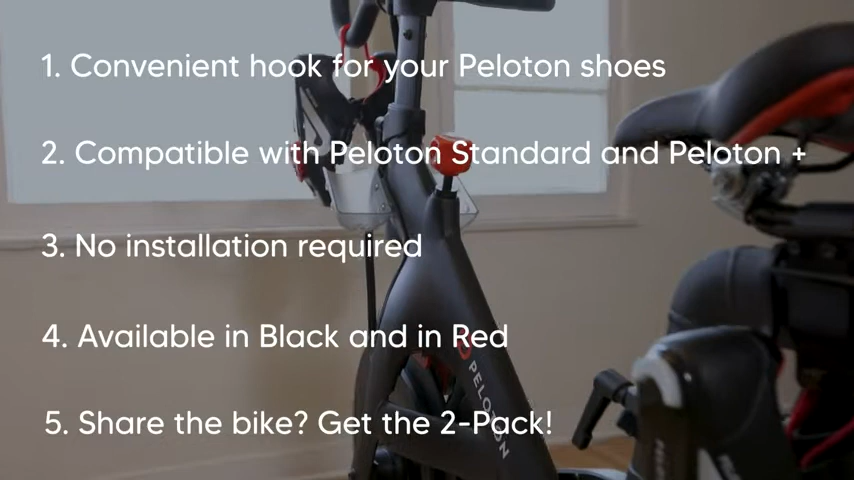 1. Convenient hook for your Peloton shoes
2. Compatible with Peloton Standard and Peloton +
3. No installation required
4. Available in Black and in Red
5. Share the bike? Get the 2-Pack!
PELOTON